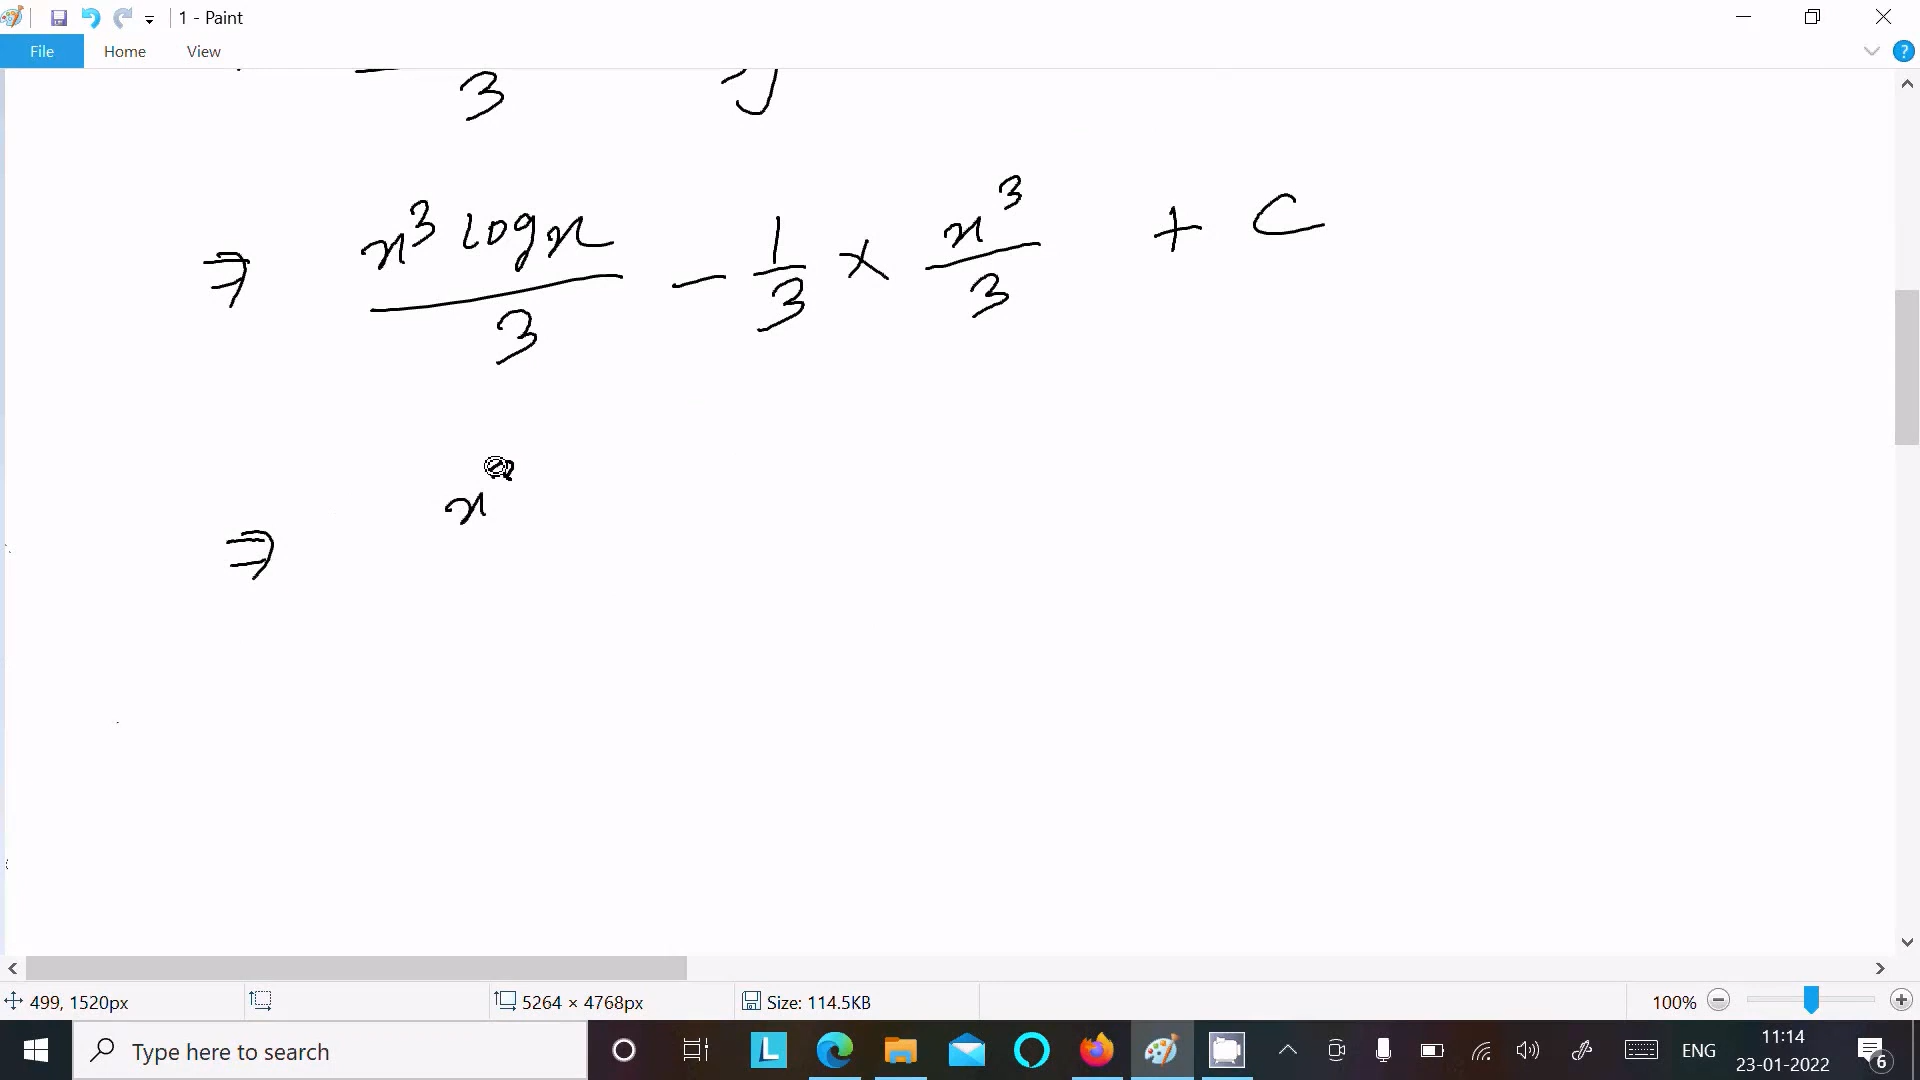 1 - Paint
File Home View
3
⇒ x³ log x / 3 - 1/3 × x³/3 + C
⇒ x
499, 1520px 5264 × 4768px Size: 114.5KB 100%
Type here to search L ENG 11:14
23-01-2022 6